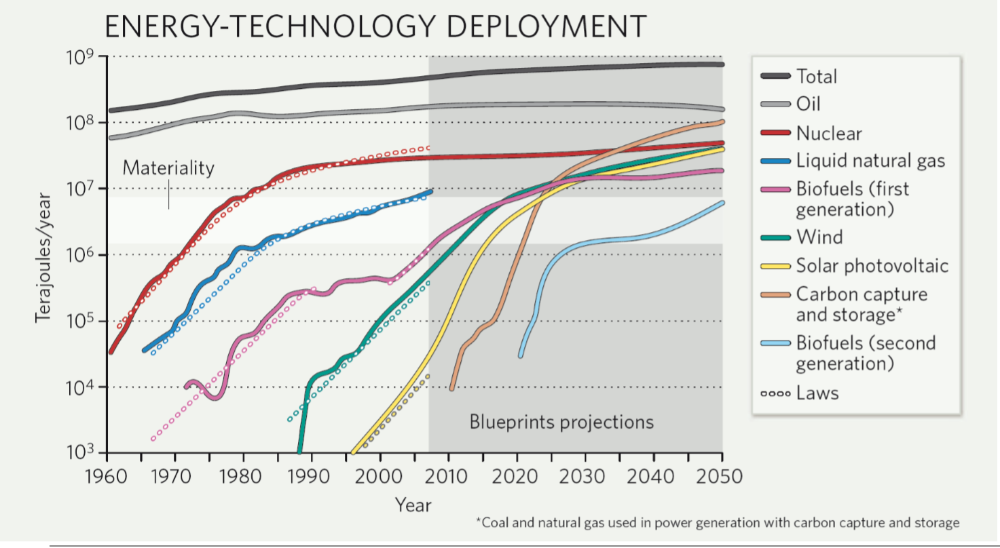 ENERGY-TECHNOLOGY DEPLOYMENT
10⁹
10⁸
10⁷
10⁶
10⁵
10⁴
10³
Terajoules/year
Materiality
Blueprints projections
1960 1970 1980 1990 2000 2010 2020 2030 2040 2050
Year
Total
Oil
Nuclear
Liquid natural gas
Biofuels (first
generation)
Wind
Solar photovoltaic
Carbon capture
and storage*
Biofuels (second
generation)
Laws
*Coal and natural gas used in power generation with carbon capture and storage